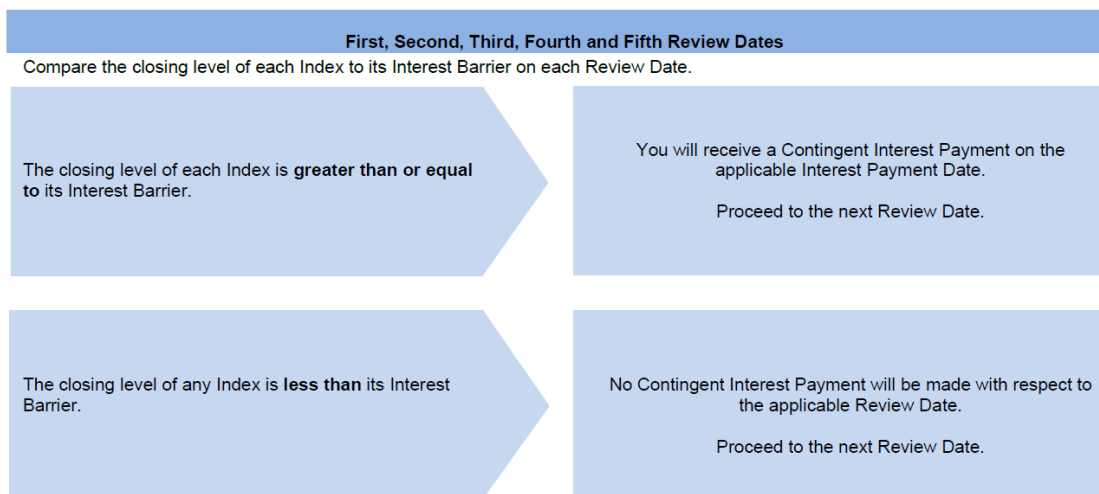 First, Second, Third, Fourth and Fifth Review Dates
Compare the closing level of each Index to its Interest Barrier on each Review Date.
The closing level of each Index is greater than or equal
to its Interest Barrier.
You will receive a Contingent Interest Payment on the
applicable Interest Payment Date.
Proceed to the next Review Date.
The closing level of any Index is less than its Interest
Barrier.
No Contingent Interest Payment will be made with respect to
the applicable Review Date.
Proceed to the next Review Date.